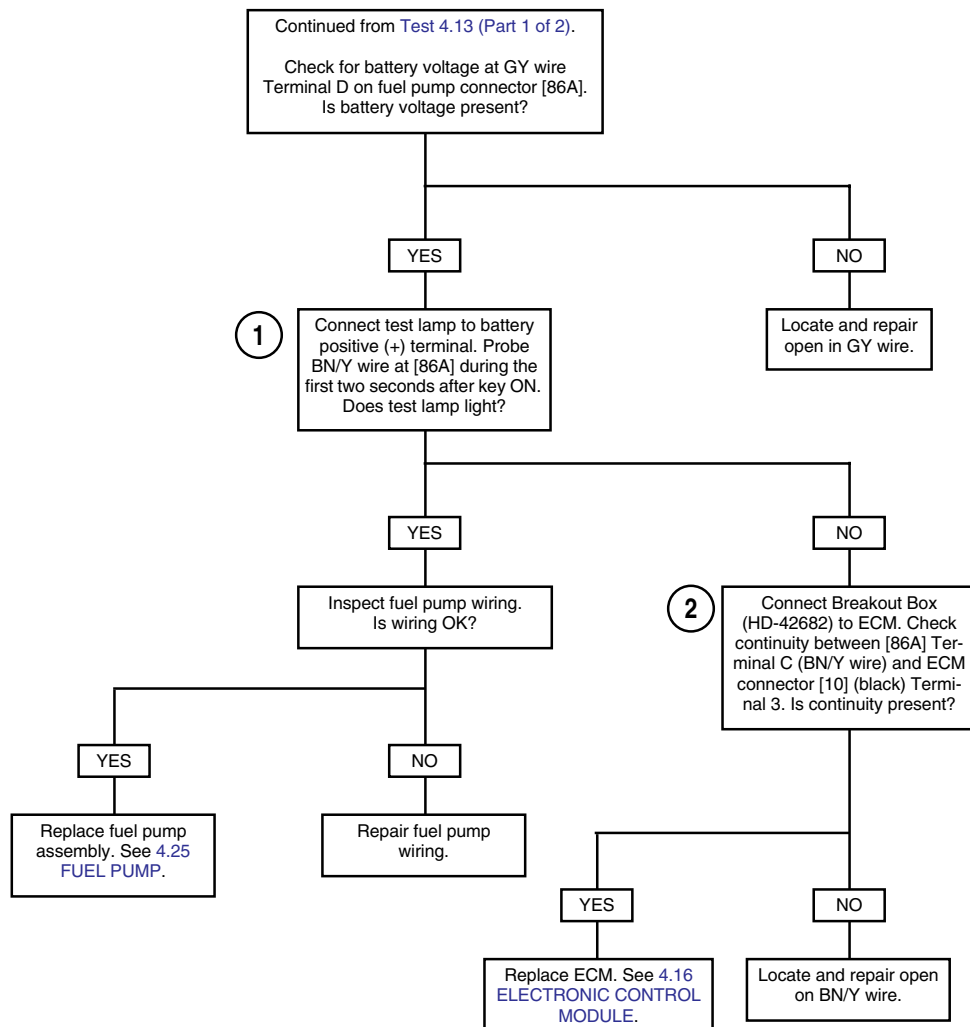 Continued from Test 4.13 (Part 1 of 2).
Check for battery voltage at GY wire
Terminal D on fuel pump connector [86A].
Is battery voltage present?
YES
NO
1
Connect test lamp to battery
positive (+) terminal. Probe
BN/Y wire at [86A] during the
first two seconds after key ON.
Does test lamp light?
Locate and repair
open in GY wire.
YES
NO
Inspect fuel pump wiring.
Is wiring OK?
2
Connect Breakout Box
(HD-42682) to ECM. Check
continuity between [86A] Ter-
minal C (BN/Y wire) and ECM
connector [10] (black) Termi-
nal 3. Is continuity present?
YES
NO
Replace fuel pump
assembly. See 4.25
FUEL PUMP.
Repair fuel pump
wiring.
YES
NO
Replace ECM. See 4.16
ELECTRONIC CONTROL
MODULE.
Locate and repair open
on BN/Y wire.